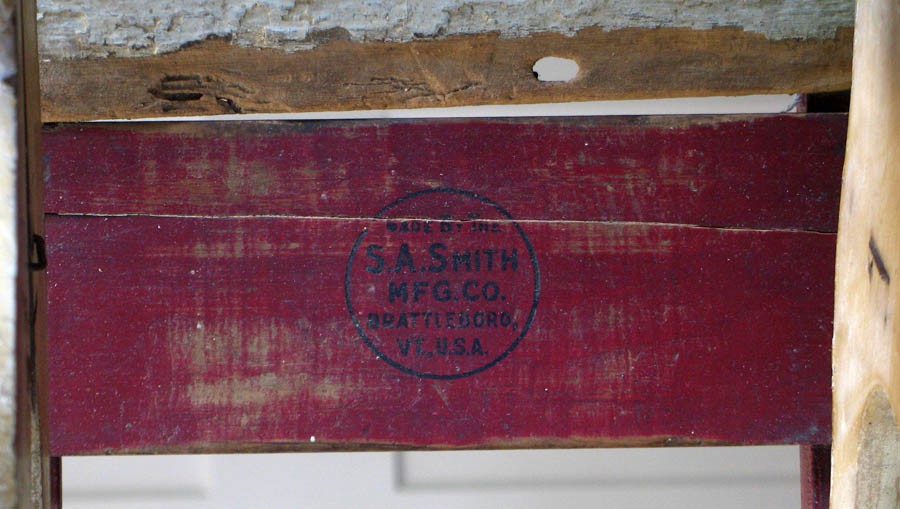 MADE BY THE
S.A.SMITH
MFG.CO.
BRATTLEBORO,
VT., U.S.A.